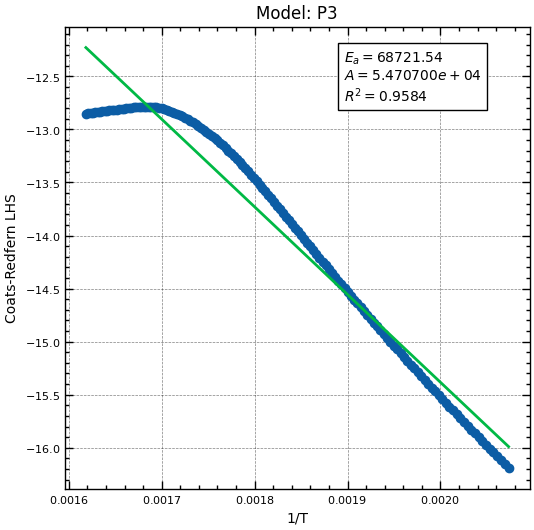 Model: P3
E_a = 68721.54
A = 5.470700e + 04
R² = 0.9584
Coats-Redfern LHS
−12.5
−13.0
−13.5
−14.0
−14.5
−15.0
−15.5
−16.0
0.0016 0.0017 0.0018 0.0019 0.0020
1/T